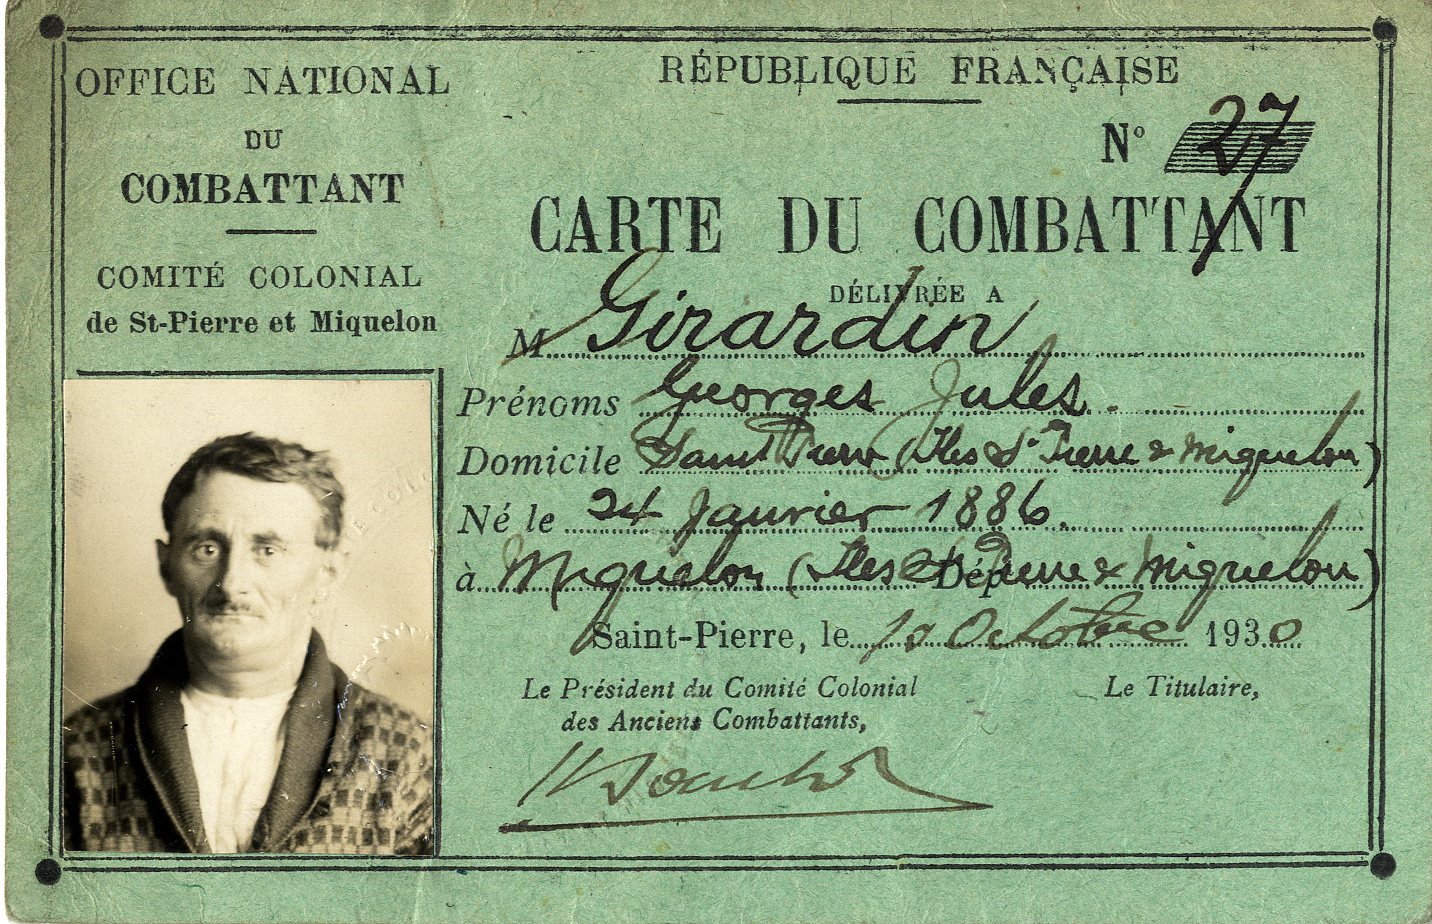 OFFICE NATIONAL
DU
COMBATTANT
COMITÉ COLONIAL
de St-Pierre et Miquelon
RÉPUBLIQUE FRANÇAISE
N° 27
CARTE DU COMBATTANT
DÉLIVRÉE A
M Girardin
Prénoms Georges Jules.
Domicile Saint Pierre (Iles St Pierre & Miquelon)
Né le 24 Janvier 1886.
à Miquelon (Iles St Pierre & Miquelon)
Dép
Saint-Pierre, le 10 Octobre 1930
Le Président du Comité Colonial
des Anciens Combattants,
Le Titulaire,